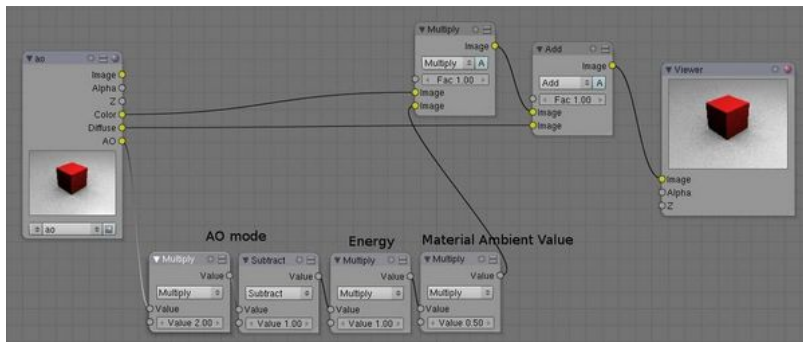 ao
Image
Alpha
Z
Color
Diffuse
AO
ao
Multiply
Image
Multiply A
Fac 1.00
Image
Image
Add
Image
Add A
Fac 1.00
Image
Image
Viewer
Image
Alpha
Z
AO mode
Energy
Material Ambient Value
Multiply
Value
Multiply
Value
Value 2.00
Subtract
Value
Subtract
Value
Value 1.00
Multiply
Value
Multiply
Value
Value 1.00
Multiply
Value
Multiply
Value
Value 0.50